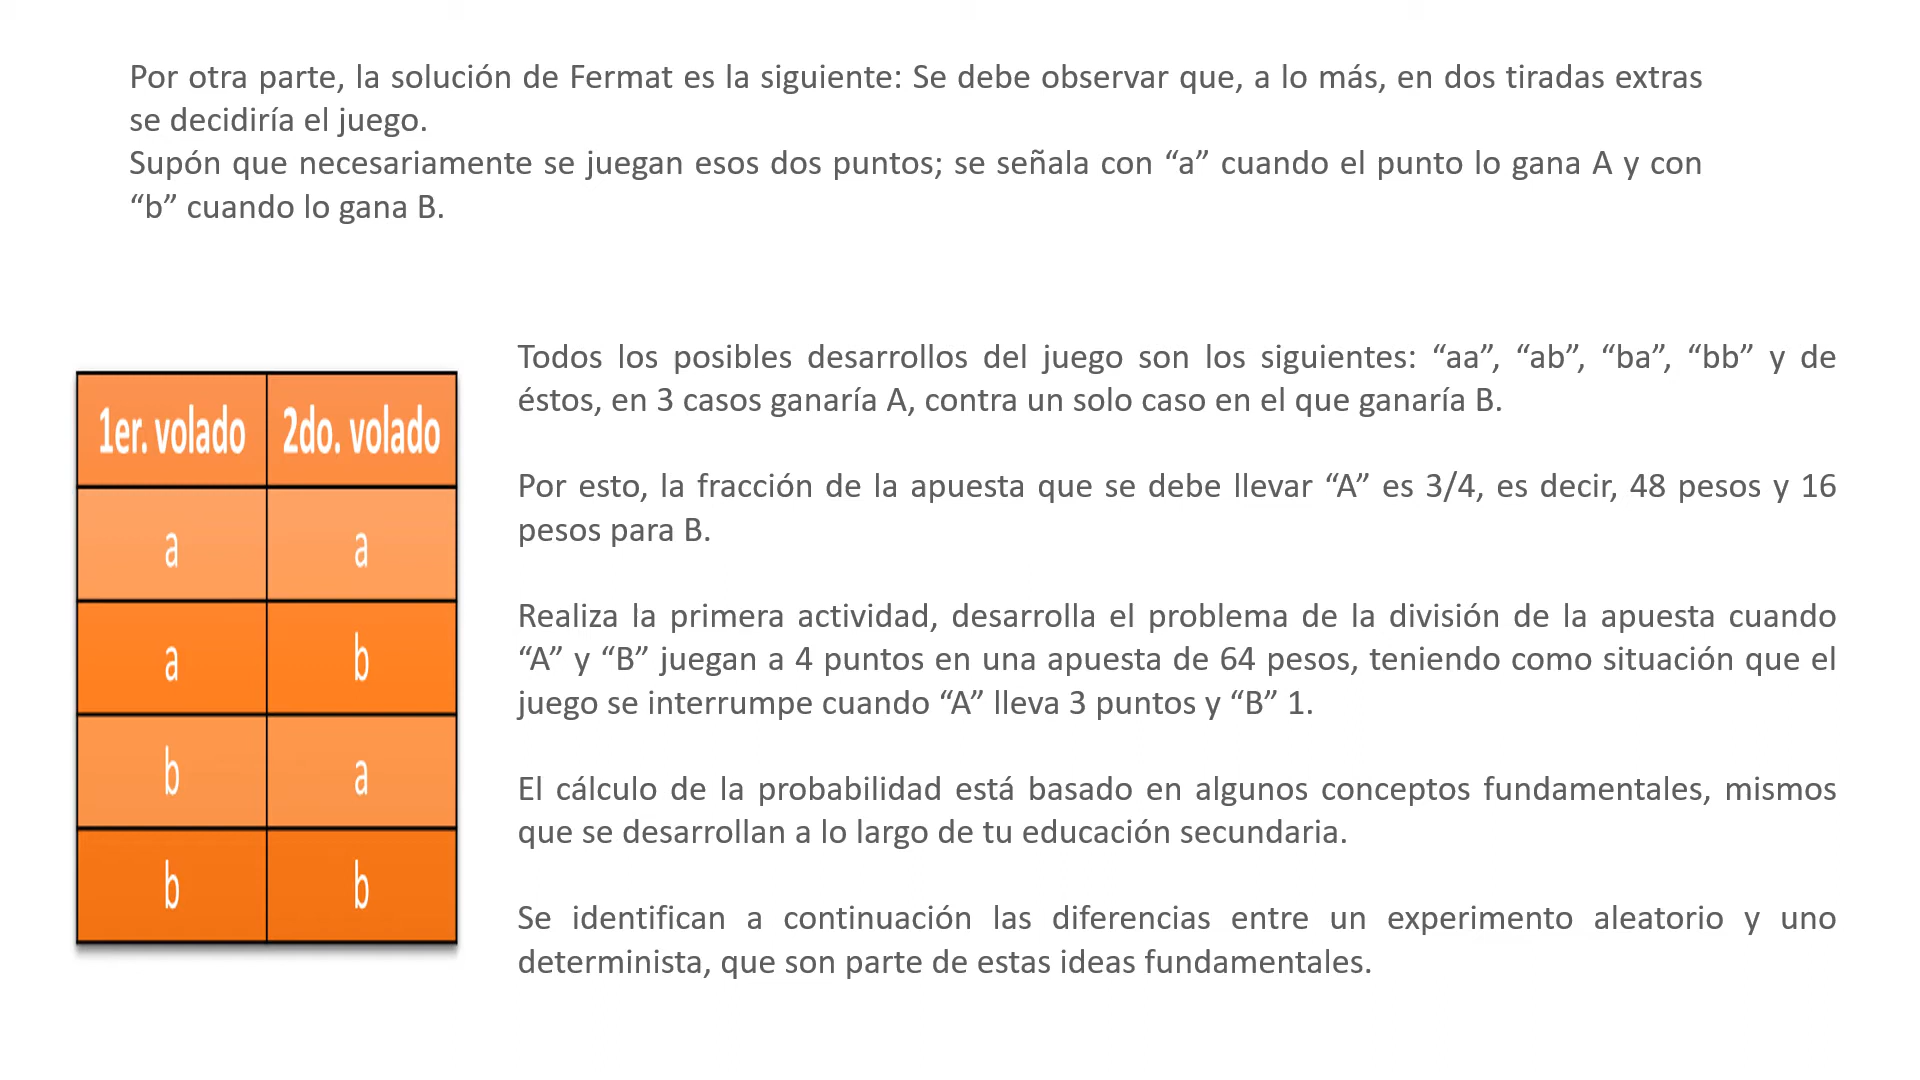 Por otra parte, la solución de Fermat es la siguiente: Se debe observar que, a lo más, en dos tiradas extras
se decidiría el juego.
Supón que necesariamente se juegan esos dos puntos; se señala con “a” cuando el punto lo gana A y con
“b” cuando lo gana B.
1er. volado 2do. volado
a a
a b
b a
b b
Todos los posibles desarrollos del juego son los siguientes: “aa”, “ab”, “ba”, “bb” y de
éstos, en 3 casos ganaría A, contra un solo caso en el que ganaría B.
Por esto, la fracción de la apuesta que se debe llevar “A” es 3/4, es decir, 48 pesos y 16
pesos para B.
Realiza la primera actividad, desarrolla el problema de la división de la apuesta cuando
“A” y “B” juegan a 4 puntos en una apuesta de 64 pesos, teniendo como situación que el
juego se interrumpe cuando “A” lleva 3 puntos y “B” 1.
El cálculo de la probabilidad está basado en algunos conceptos fundamentales, mismos
que se desarrollan a lo largo de tu educación secundaria.
Se identifican a continuación las diferencias entre un experimento aleatorio y uno
determinista, que son parte de estas ideas fundamentales.